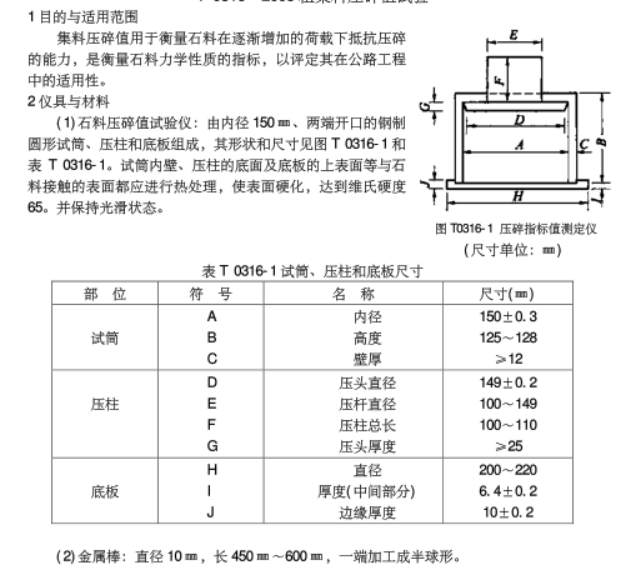 1 目的与适用范围
集料压碎值用于衡量石料在逐渐增加的荷载下抵抗压碎
的能力，是衡量石料力学性质的指标，以评定其在公路工程
中的适用性。
2 仪具与材料
(1) 石料压碎值试验仪：由内径 150 ㎜、两端开口的钢制
圆形试筒、压柱和底板组成，其形状和尺寸见图 T 0316-1 和
表 T 0316-1。试筒内壁、压柱的底面及底板的上表面等与石
料接触的表面都应进行热处理，使表面硬化，达到维氏硬度
65。并保持光滑状态。
E
F
G
D
A
C
B
J
H
图 T0316-1 压碎指标值测定仪
(尺寸单位：㎜)
表 T 0316-1 试筒、压柱和底板尺寸
部 位 符 号 名 称 尺寸(㎜)
试筒 A 内径 150±0.3
B 高度 125～128
C 壁厚 ≥12
压柱 D 压头直径 149±0.2
E 压杆直径 100～149
F 压柱总长 100～110
G 压头厚度 ≥25
底板 H 直径 200～220
I 厚度(中间部分) 6.4±0.2
J 边缘厚度 10±0.2
(2) 金属棒：直径 10 ㎜，长 450 ㎜～600 ㎜，一端加工成半球形。